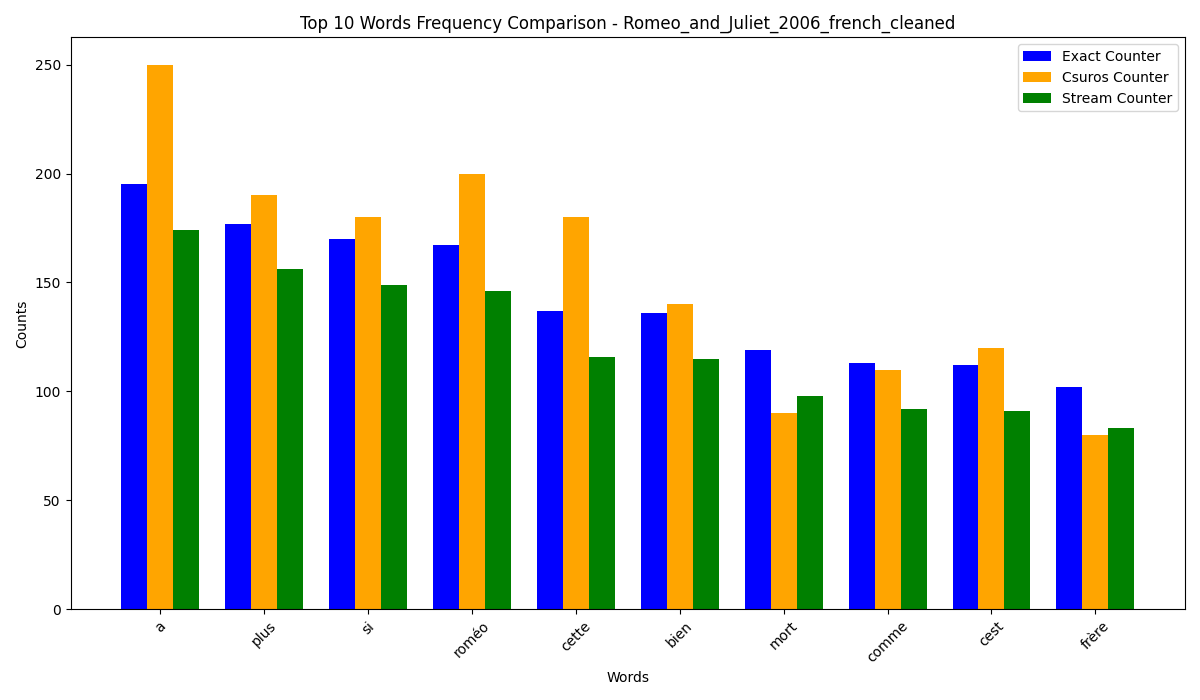 Top 10 Words Frequency Comparison - Romeo_and_Juliet_2006_french_cleaned
Exact Counter
Csuros Counter
Stream Counter
Counts
250
200
150
100
50
0
a
plus
si
roméo
cette
bien
mort
comme
cest
frère
Words